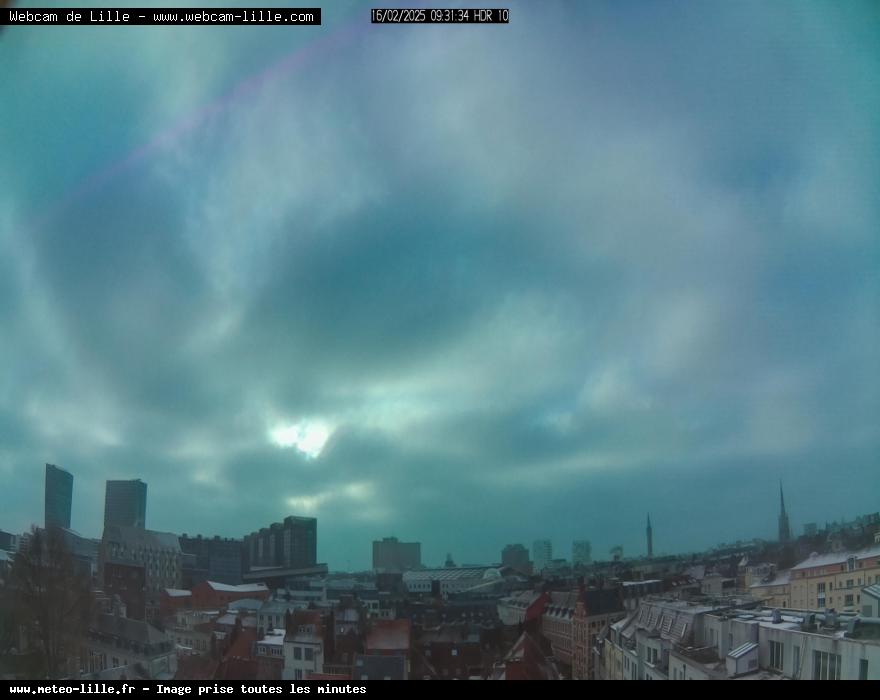 Webcam de Lille - www.webcam-lille.com
16/02/2025 09:31:34 HDR 10
www.meteo-lille.fr - Image prise toutes les minutes